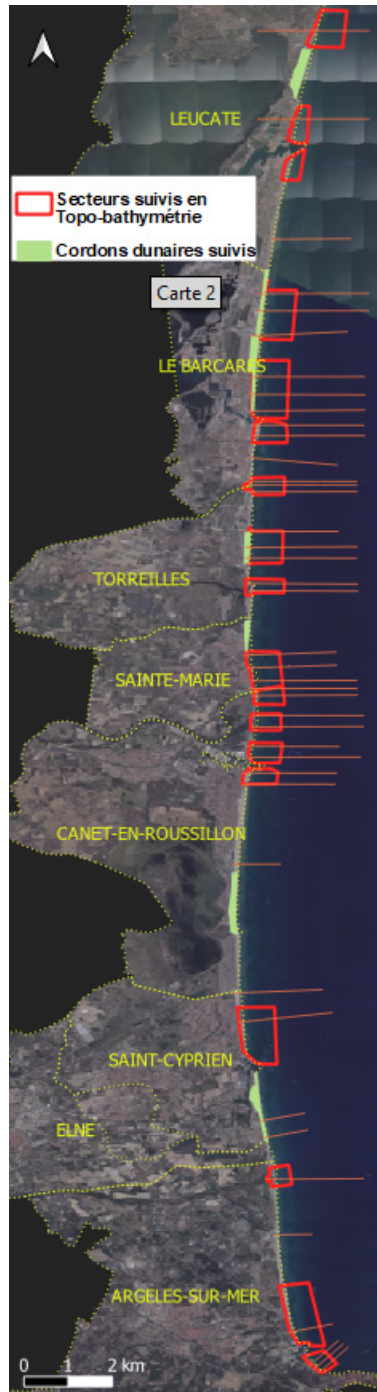 LEUCATE
Secteurs suivis en
Topo-bathymétrie
Cordons dunaires suivis
Carte 2
LE BARCARES
TORREILLES
SAINTE-MARIE
CANET-EN-ROUSSILLON
SAINT-CYPRIEN
ELNE
ARGELES-SUR-MER
0 1 2 km